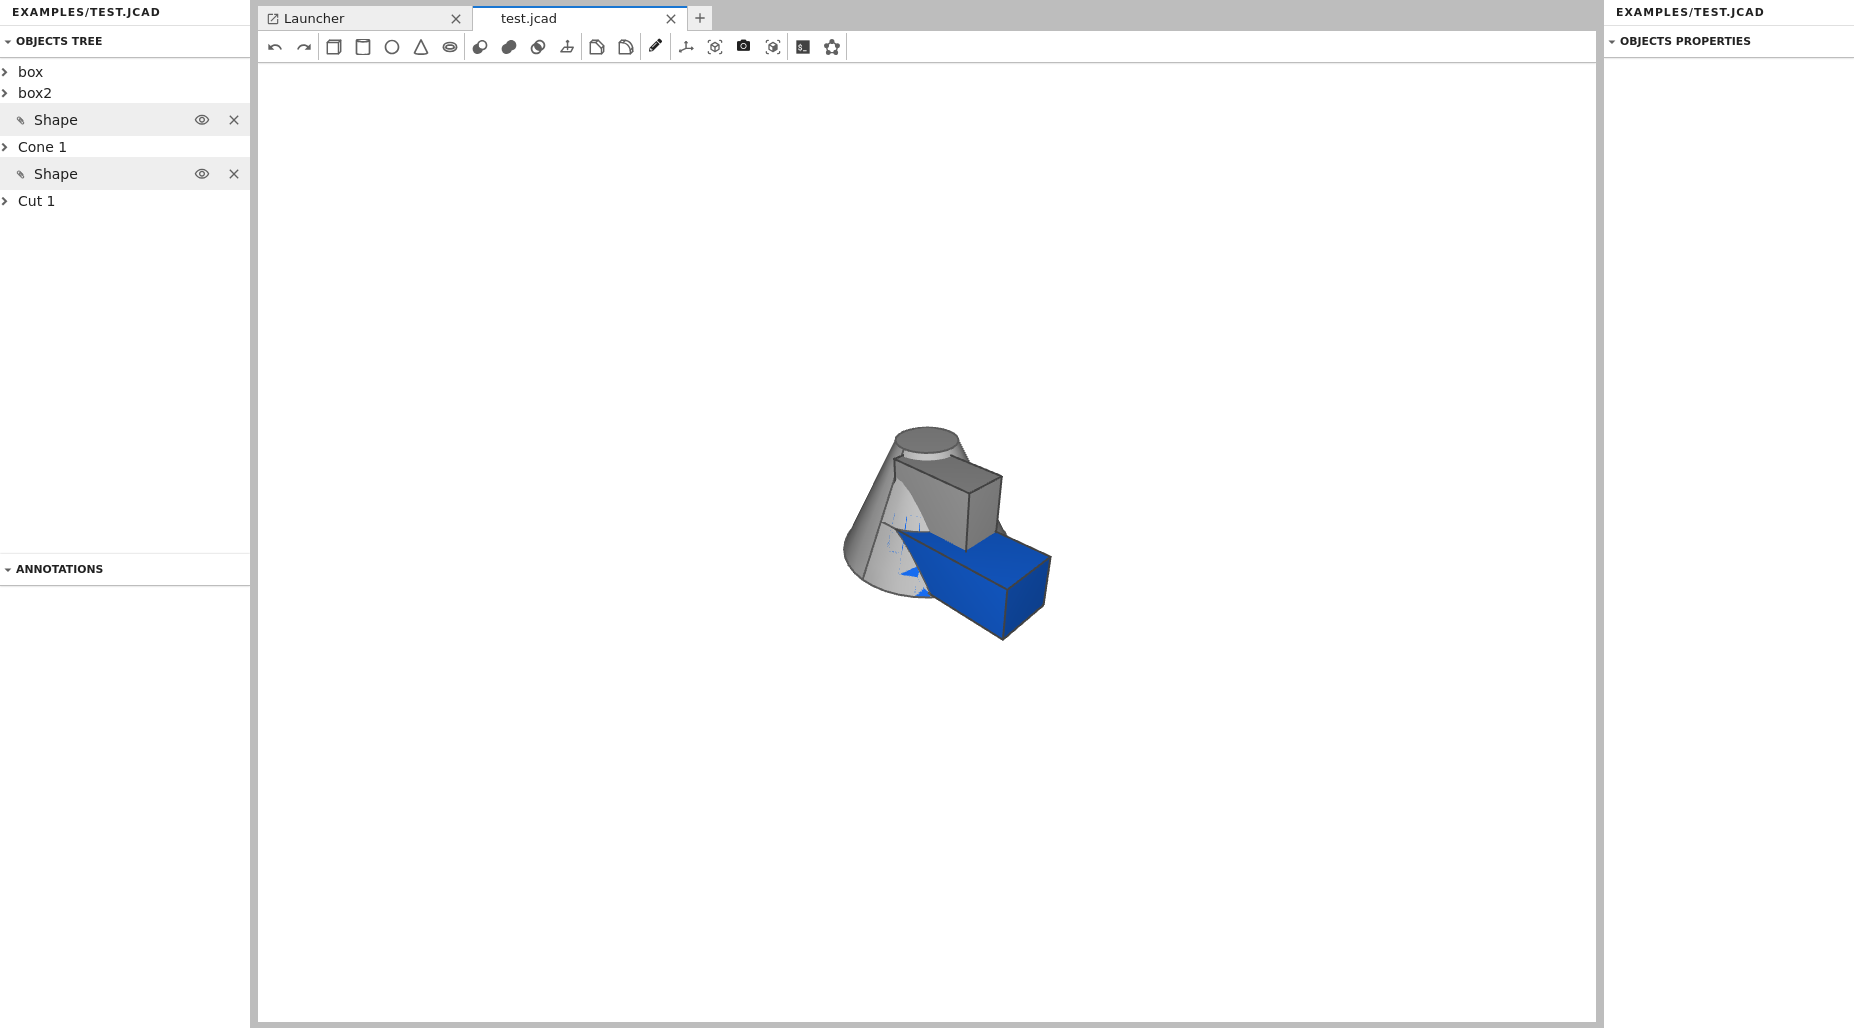 EXAMPLES/TEST.JCAD
OBJECTS TREE
box
box2
Shape
Cone 1
Shape
Cut 1
ANNOTATIONS
Launcher
test.jcad
EXAMPLES/TEST.JCAD
OBJECTS PROPERTIES